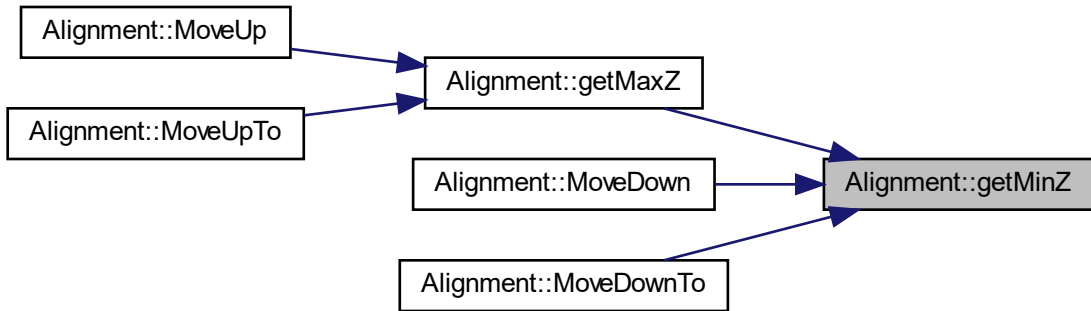 Alignment::MoveUp
Alignment::getMaxZ
Alignment::MoveUpTo
Alignment::MoveDown
Alignment::getMinZ
Alignment::MoveDownTo